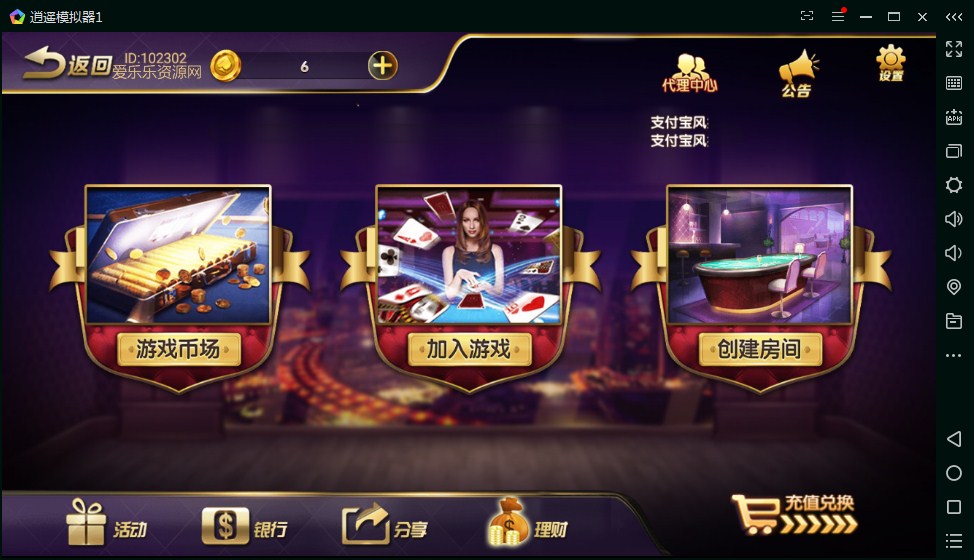 逍遥模拟器1
返回
ID:102302
爱乐乐资源网
6
代理中心
公告
设置
支付宝风
支付宝风
游戏币场
加入游戏
创建房间
活动
银行
分享
理财
充值兑换
APK